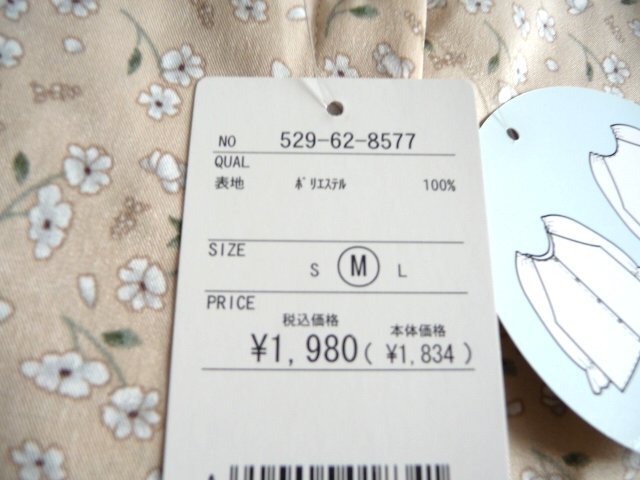 NO 529-62-8577
QUAL
表地 ﾎﾟﾘｴｽﾃﾙ 100%
SIZE
S M L
PRICE
税込価格 本体価格
¥1,980 ( ¥1,834 )